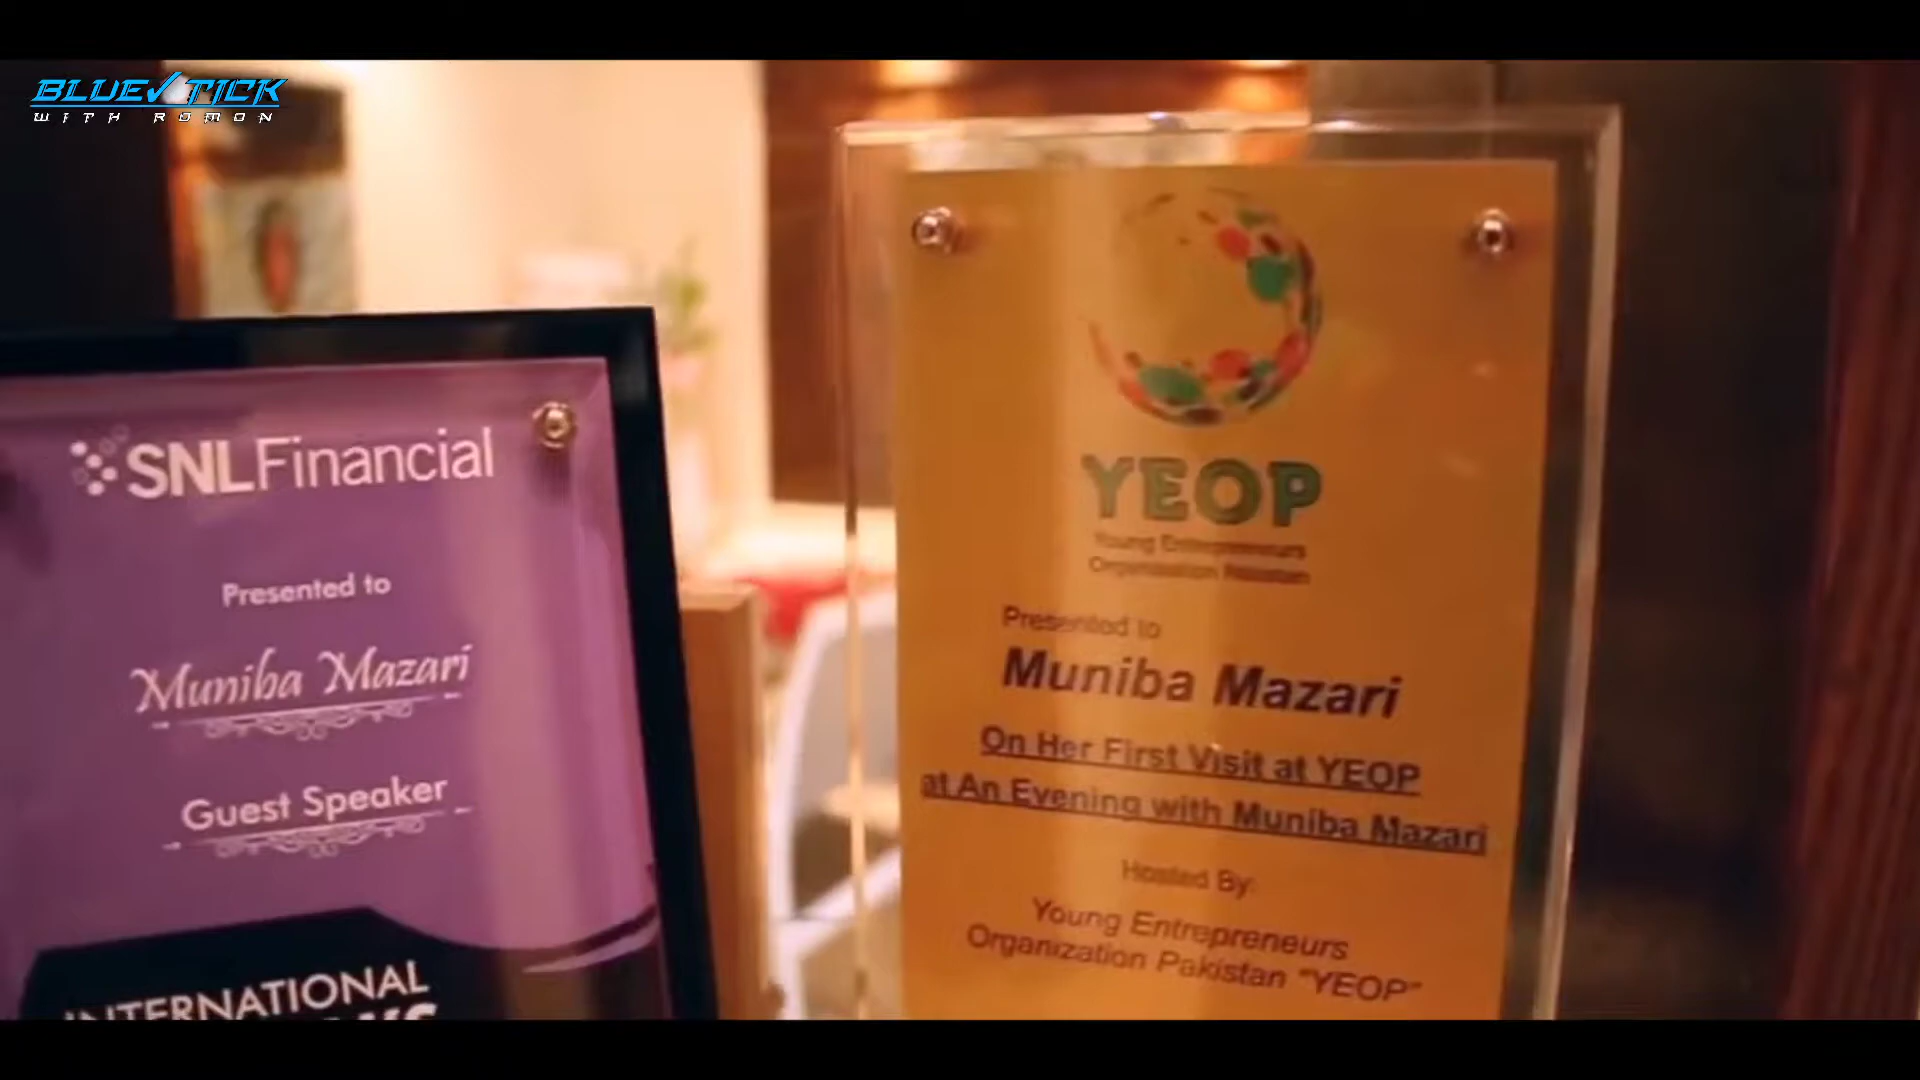 BLUE✓TICK
WITH ROMON
SNLFinancial
Presented to
Muniba Mazari
Guest Speaker
INTERNATIONAL
YEOP
Young Entrepreneurs
Organization Pakistan
Presented to
Muniba Mazari
On Her First Visit at YEOP
at An Evening with Muniba Mazari
Hosted By:
Young Entrepreneurs
Organization Pakistan "YEOP"